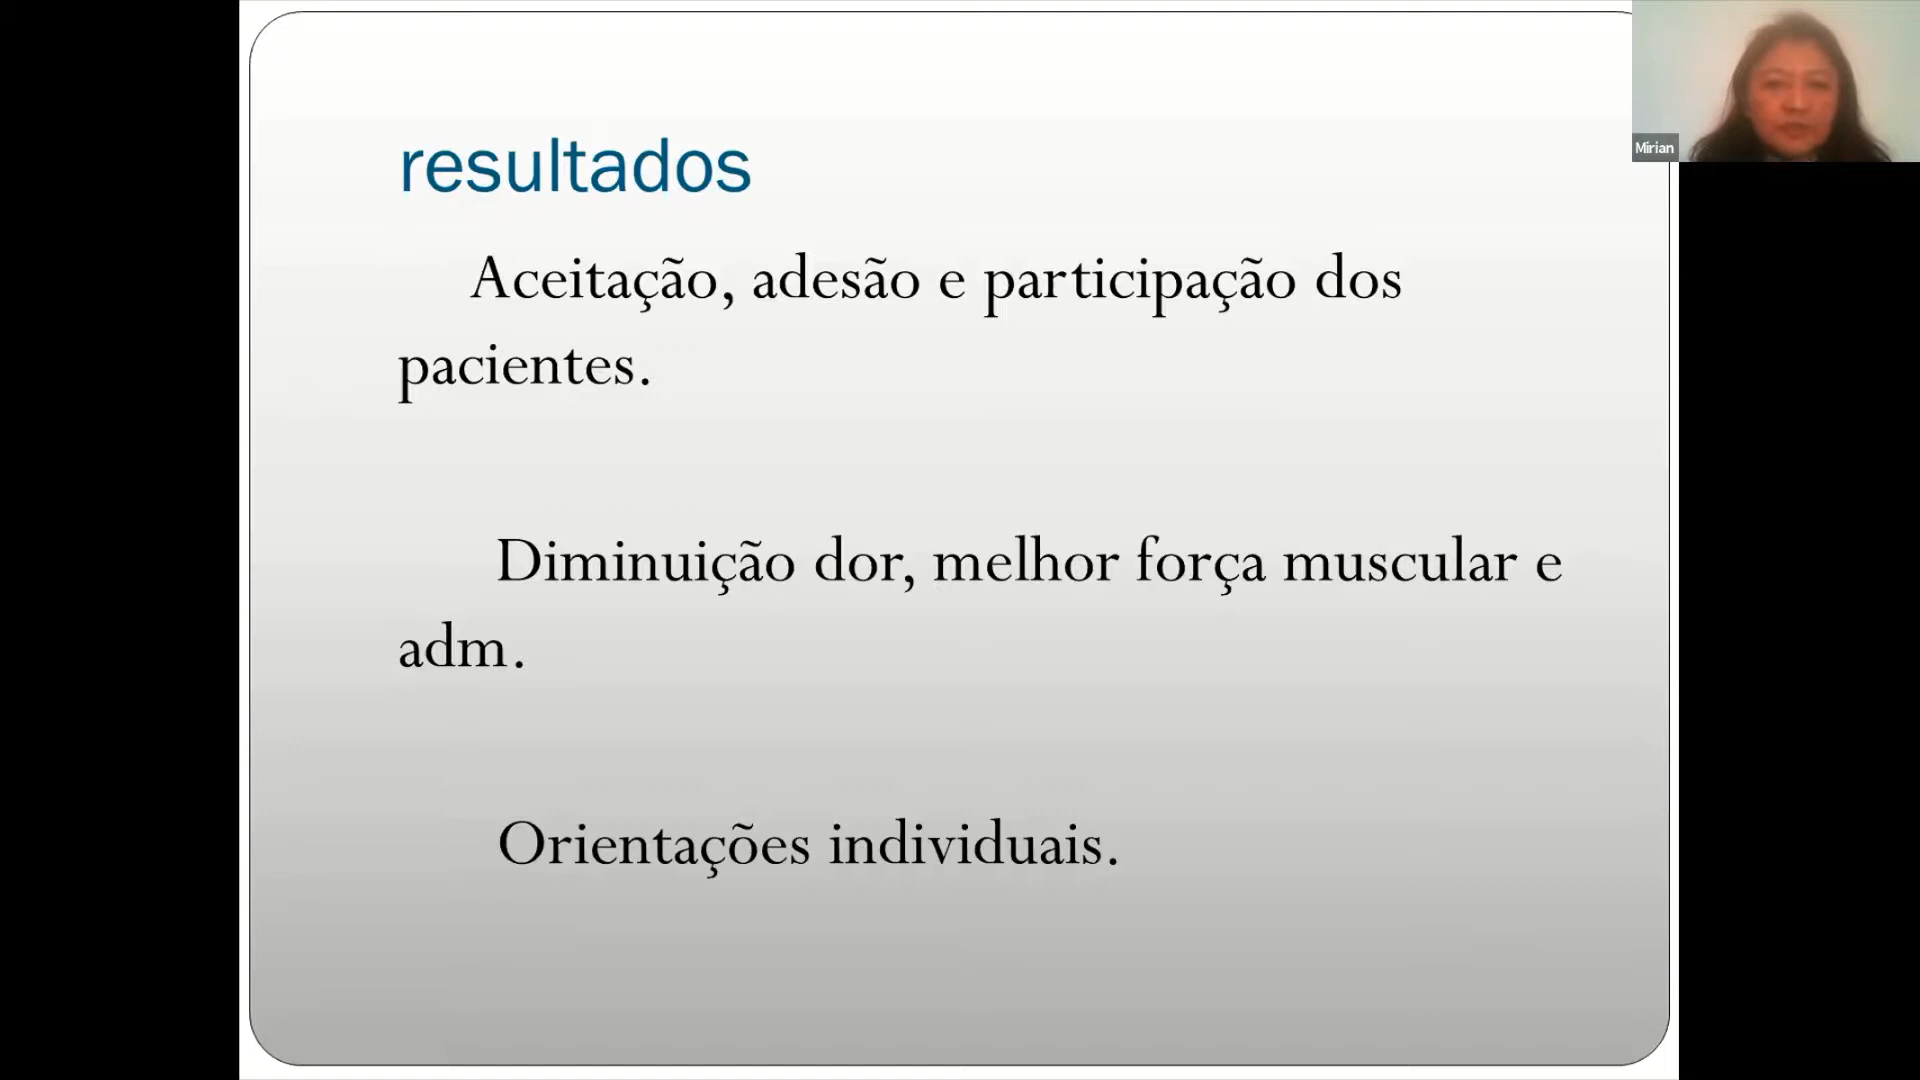 resultados
Aceitação, adesão e participação dos
pacientes.
Diminuição dor, melhor força muscular e
adm.
Orientações individuais.
Mirian